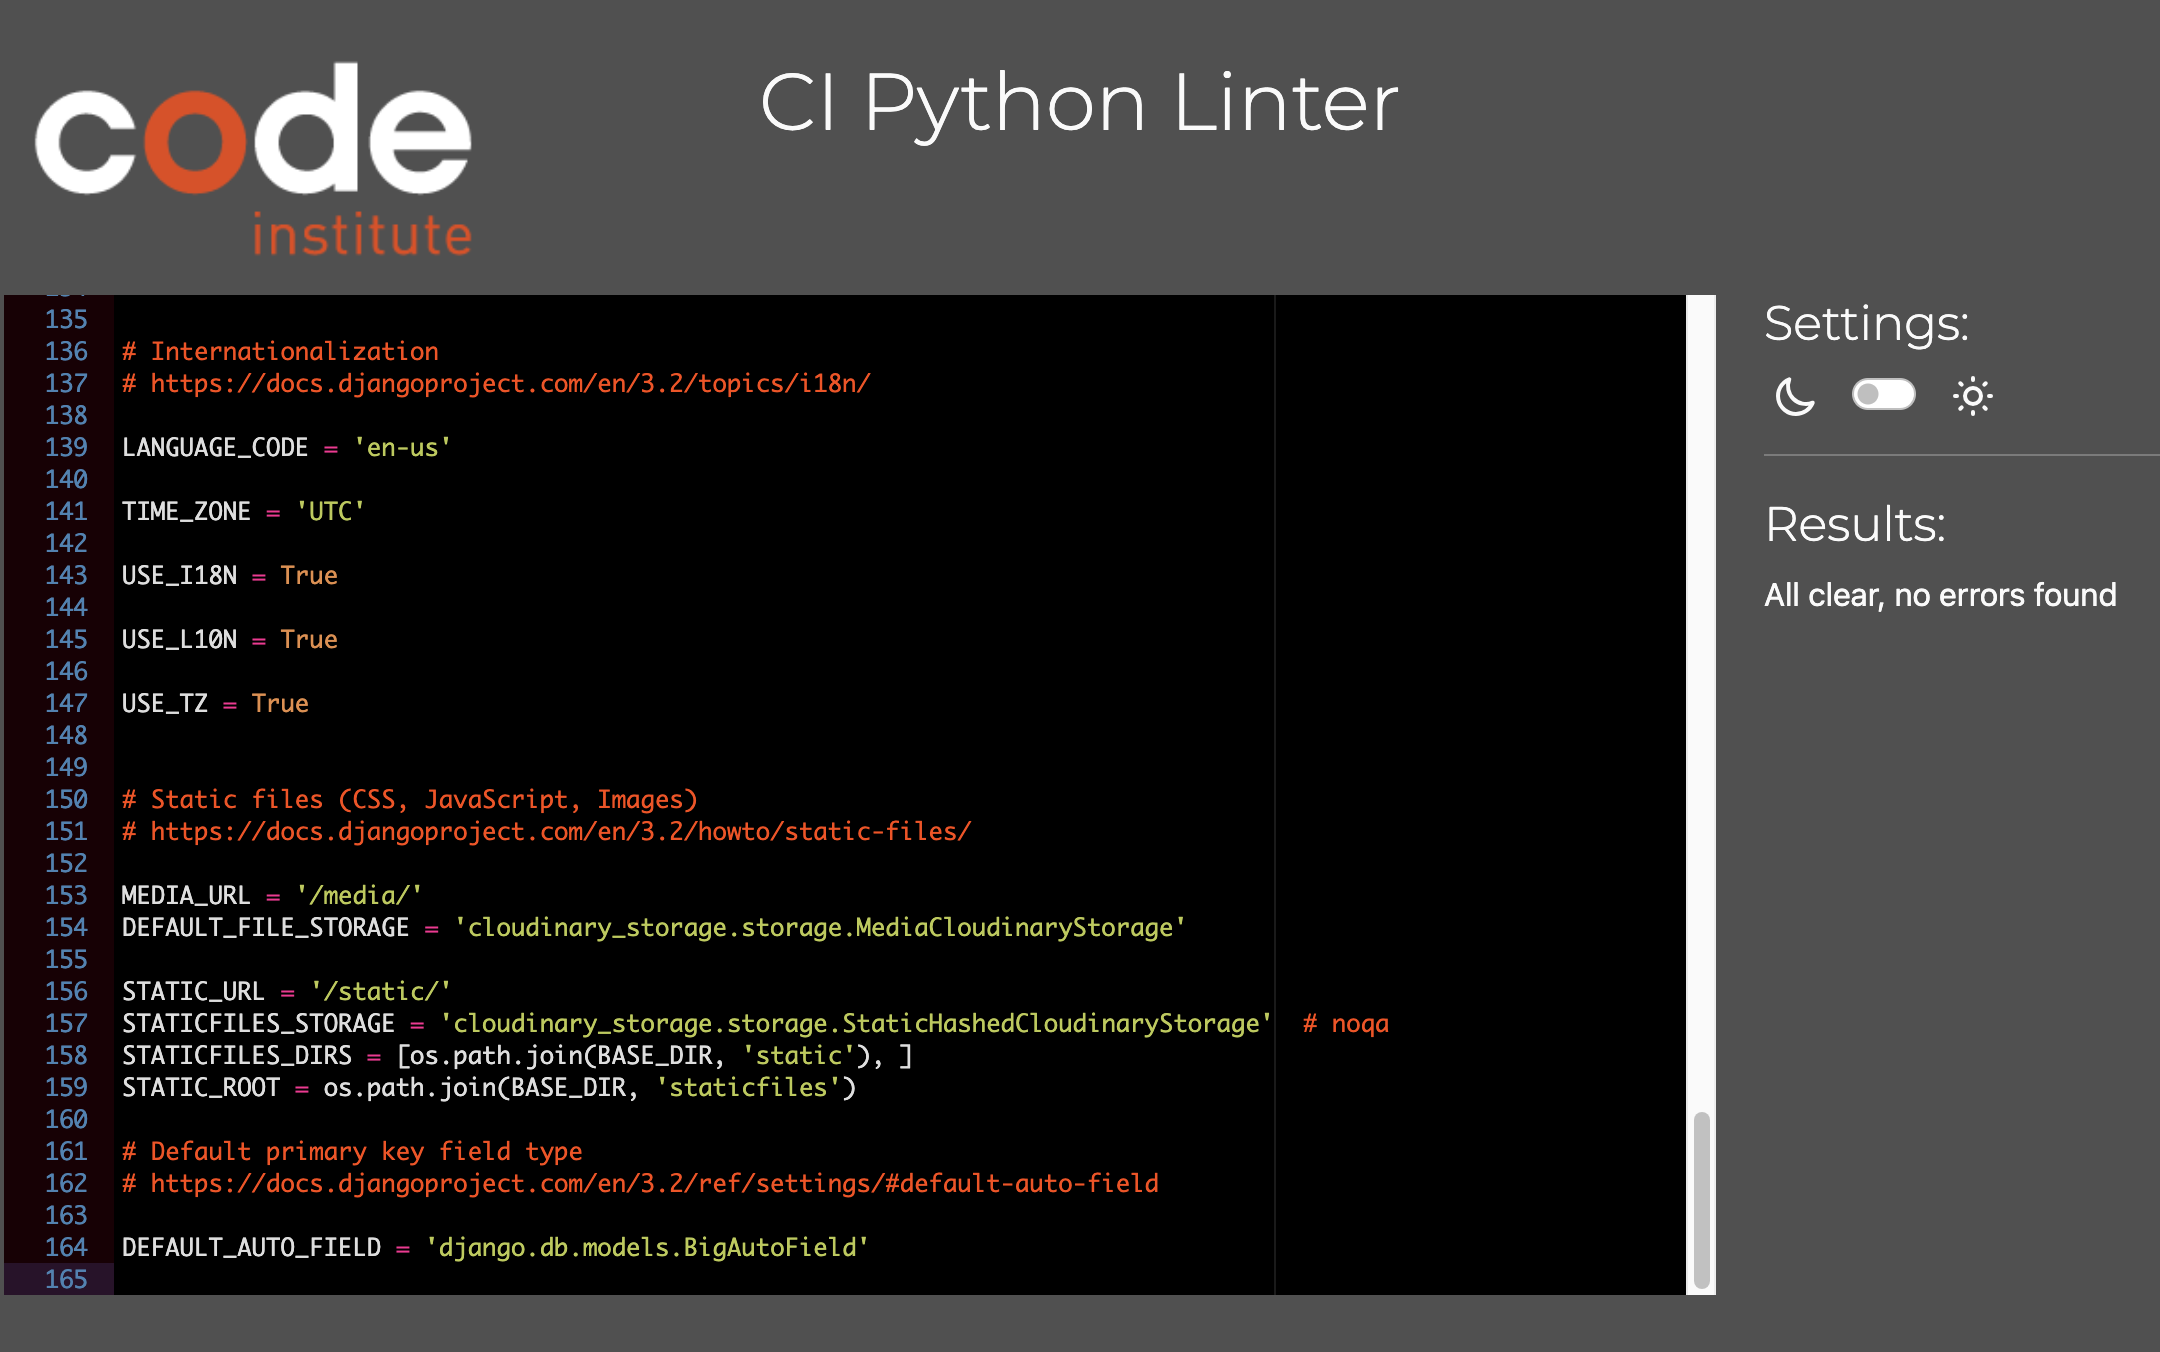 code
institute
CI Python Linter
135
136 # Internationalization
137 # https://docs.djangoproject.com/en/3.2/topics/i18n/
138
139 LANGUAGE_CODE = 'en-us'
140
141 TIME_ZONE = 'UTC'
142
143 USE_I18N = True
144
145 USE_L10N = True
146
147 USE_TZ = True
148
149
150 # Static files (CSS, JavaScript, Images)
151 # https://docs.djangoproject.com/en/3.2/howto/static-files/
152
153 MEDIA_URL = '/media/'
154 DEFAULT_FILE_STORAGE = 'cloudinary_storage.storage.MediaCloudinaryStorage'
155
156 STATIC_URL = '/static/'
157 STATICFILES_STORAGE = 'cloudinary_storage.storage.StaticHashedCloudinaryStorage'  # noqa
158 STATICFILES_DIRS = [os.path.join(BASE_DIR, 'static'), ]
159 STATIC_ROOT = os.path.join(BASE_DIR, 'staticfiles')
160
161 # Default primary key field type
162 # https://docs.djangoproject.com/en/3.2/ref/settings/#default-auto-field
163
164 DEFAULT_AUTO_FIELD = 'django.db.models.BigAutoField'
165
Settings:
Results:
All clear, no errors found